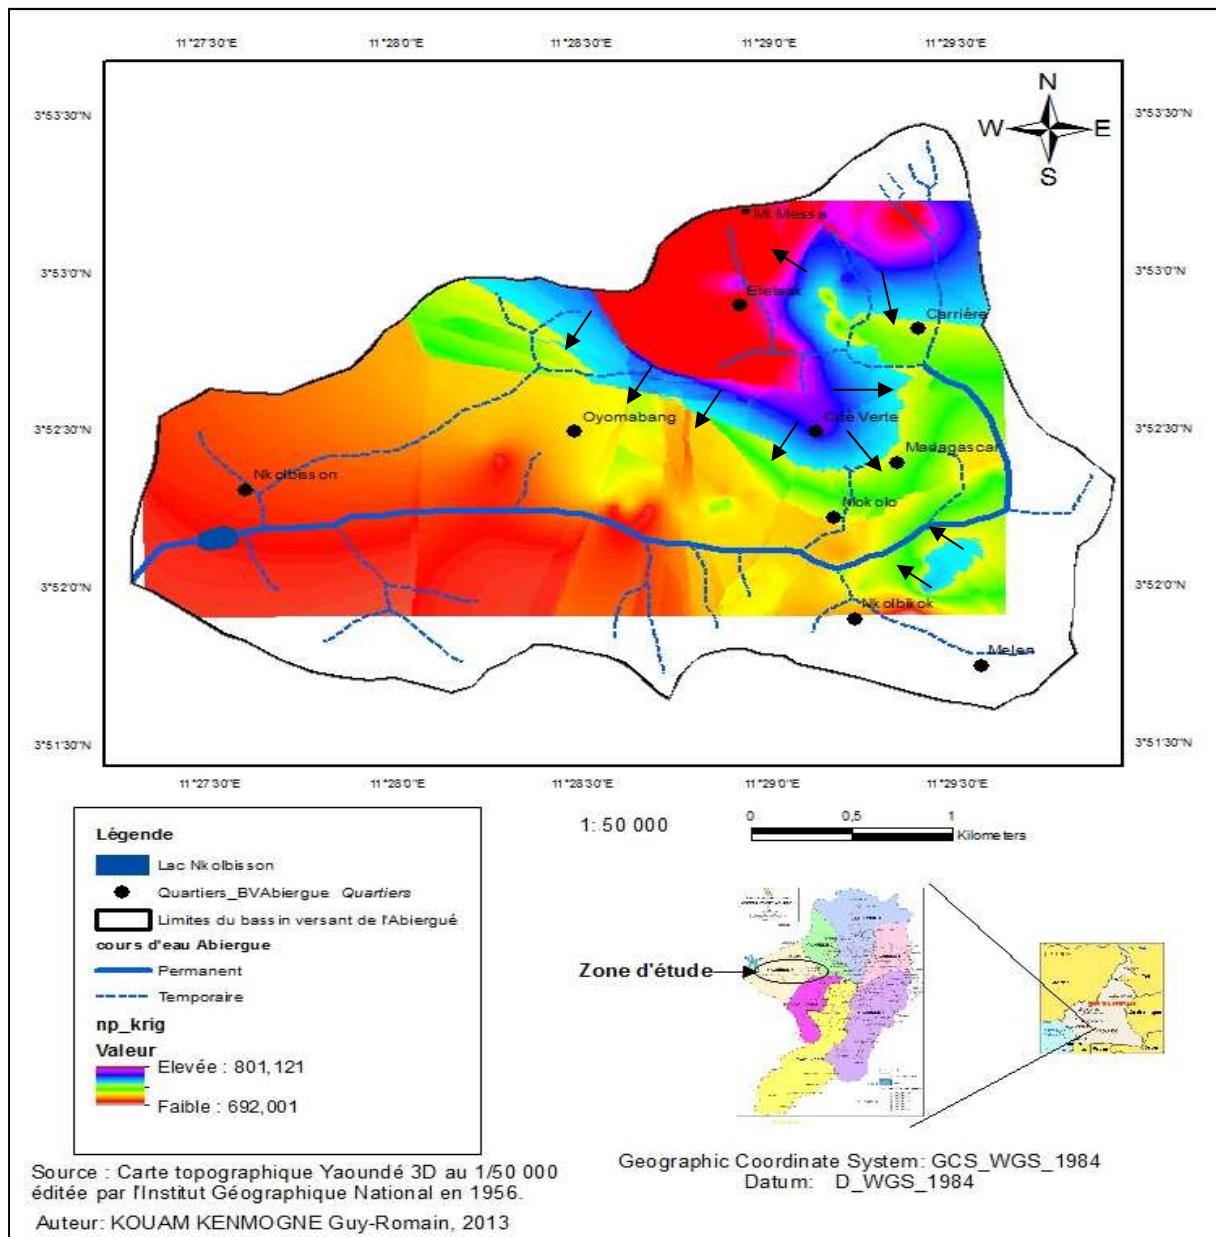 11°27'30"E 11°28'0"E 11°28'30"E 11°29'0"E 11°29'30"E
N
W E
S
3°53'30"N 3°53'30"N
Mt Messa
3°53'0"N 3°53'0"N
Etetack
Carrière
Oyomabang
Cité Verte
3°52'30"N 3°52'30"N
Madagascar
Nkolbisson
Mokolo
3°52'0"N 3°52'0"N
Nkolbikok
Melen
3°51'30"N 3°51'30"N
11°27'30"E 11°28'0"E 11°28'30"E 11°29'0"E 11°29'30"E
Légende
Lac Nkolbisson
Quartiers_BVAbiergue Quartiers
Limites du bassin versant de l'Abiergué
cours d'eau Abiergue
Permanent
Temporaire
np_krig
Valeur
Elevée : 801,121
Faible : 692,001
1: 50 000
0 0,5 1
Kilometers
Zone d'étude
Source : Carte topographique Yaoundé 3D au 1/50 000
éditée par l'Institut Géographique National en 1956.
Auteur: KOUAM KENMOGNE Guy-Romain, 2013
Geographic Coordinate System: GCS_WGS_1984
Datum: D_WGS_1984